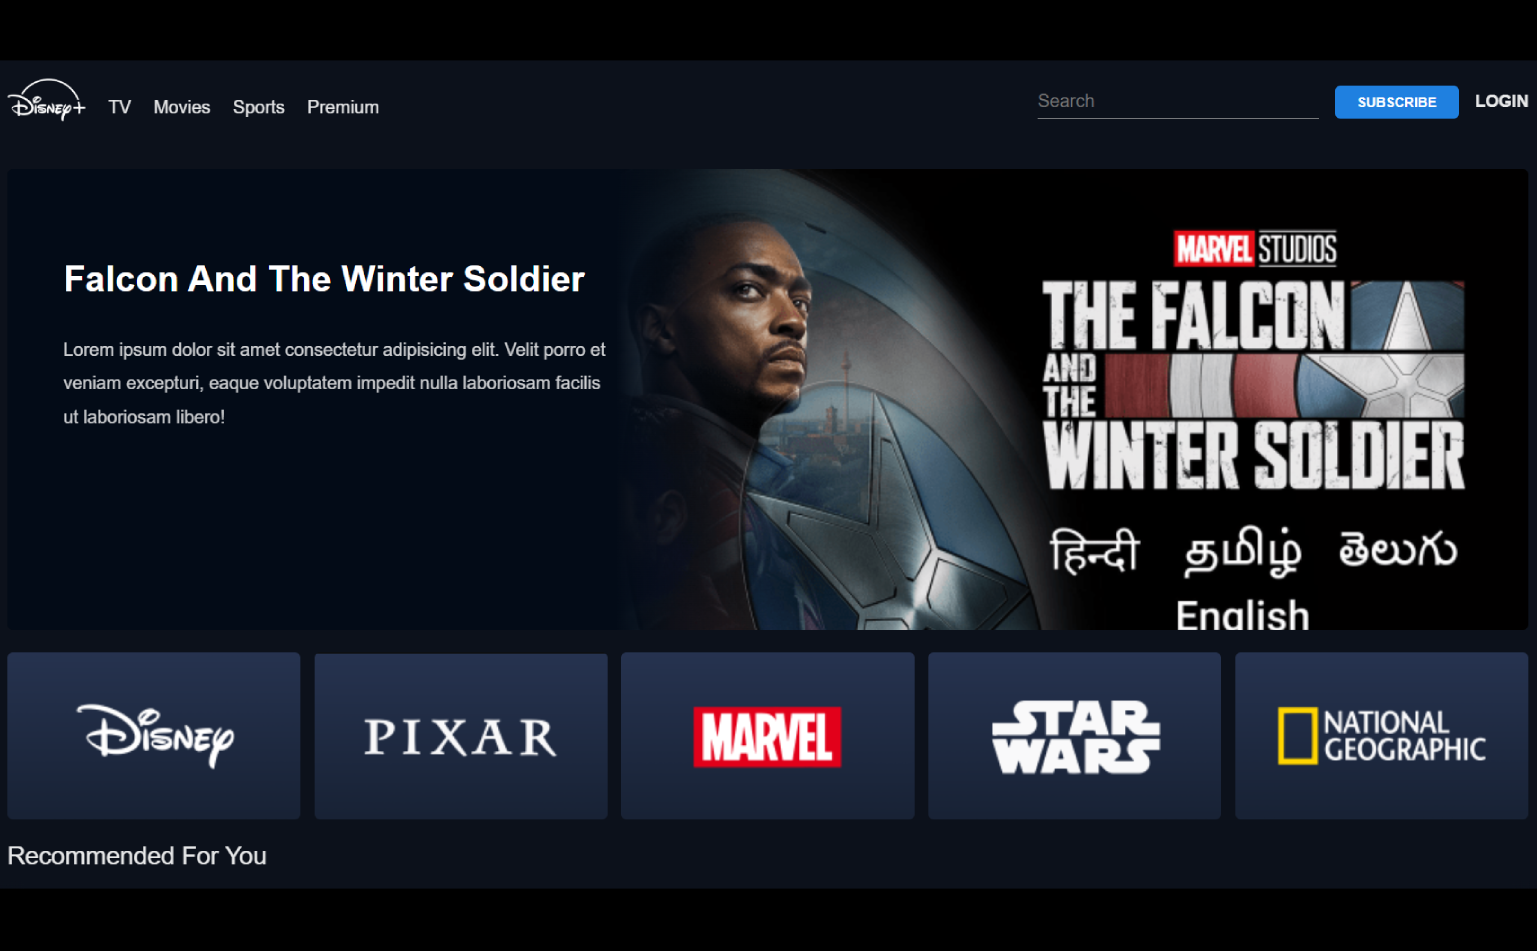 Disney+
TV
Movies
Sports
Premium
Search
SUBSCRIBE
LOGIN
Falcon And The Winter Soldier
Lorem ipsum dolor sit amet consectetur adipisicing elit. Velit porro et
veniam excepturi, eaque voluptatem impedit nulla laboriosam facilis
ut laboriosam libero!
MARVEL STUDIOS
THE FALCON
AND
THE
WINTER SOLDIER
हिन्दी தமிழ் తెలుగు
English
Disney
PIXAR
MARVEL
STAR
WARS
NATIONAL
GEOGRAPHIC
Recommended For You